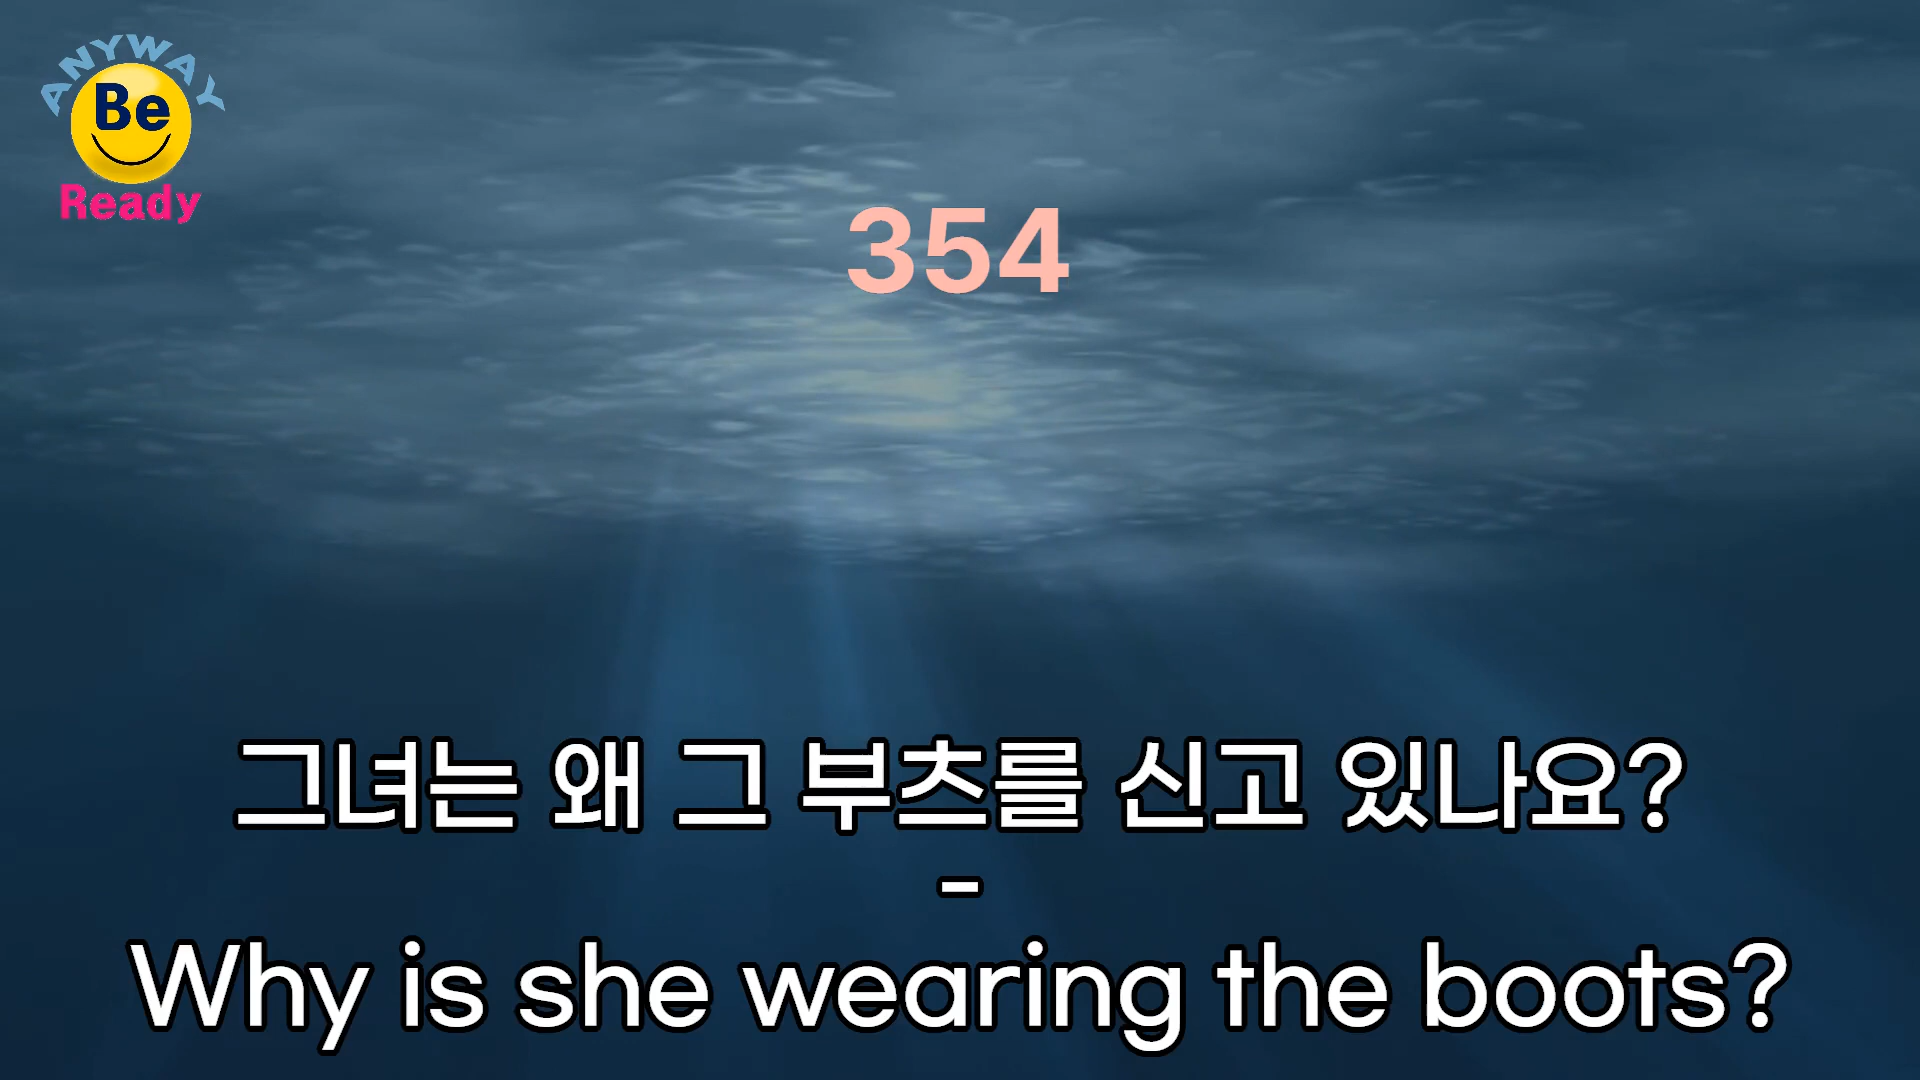 ANYWAY
Be
Ready
354
그녀는 왜 그 부츠를 신고 있나요?
-
Why is she wearing the boots?